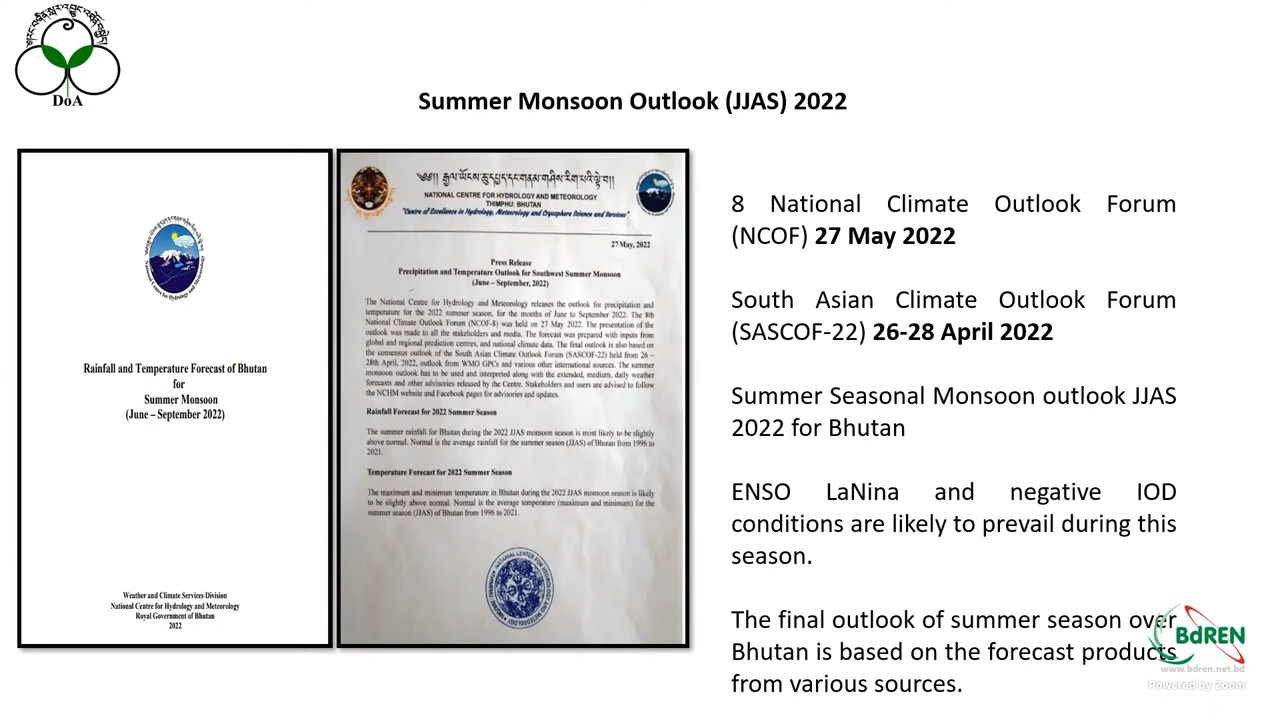 DoA
Summer Monsoon Outlook (JJAS) 2022
Rainfall and Temperature Forecast of Bhutan
for
Summer Monsoon
(June – September 2022)
Weather and Climate Services Division
National Centre for Hydrology and Meteorology
Royal Government of Bhutan
2022
NATIONAL CENTRE FOR HYDROLOGY AND METEOROLOGY
THIMPHU: BHUTAN
"Centre of Excellence in Hydrology, Meteorology and Cryosphere Science and Services"
27 May, 2022
Press Release
Precipitation and Temperature Outlook for Southwest Summer Monsoon
(June – September, 2022)
The National Centre for Hydrology and Meteorology releases the outlook for precipitation and
temperature for the 2022 summer season, for the months of June to September 2022. The 8th
National Climate Outlook Forum (NCOF-8) was held on 27 May 2022. The presentation of the
outlook was made to all the stakeholders and media. The forecast was prepared with inputs from
global and regional prediction centres, and national climate data. The final outlook is also based on
the consensus outlook of the South Asian Climate Outlook Forum (SASCOF-22) held from 26 –
28th April, 2022, outlook from WMO GPCs and various other international sources. The summer
monsoon outlook has to be used and interpreted along with the extended, medium, daily weather
forecasts and other advisories released by the Centre. Stakeholders and users are advised to follow
the NCHM website and Facebook pages for advisories and updates.
Rainfall Forecast for 2022 Summer Season
The summer rainfall for Bhutan during the 2022 JJAS monsoon season is most likely to be slightly
above normal. Normal is the average rainfall for the summer season (JJAS) of Bhutan from 1996 to
2021.
Temperature Forecast for 2022 Summer Season
The maximum and minimum temperature in Bhutan during the 2022 JJAS monsoon season is likely
to be slightly above normal. Normal is the average temperature (maximum and minimum) for the
summer season (JJAS) of Bhutan from 1996 to 2021.
8 National Climate Outlook Forum
(NCOF) 27 May 2022
South Asian Climate Outlook Forum
(SASCOF-22) 26-28 April 2022
Summer Seasonal Monsoon outlook JJAS
2022 for Bhutan
ENSO LaNina and negative IOD
conditions are likely to prevail during this
season.
The final outlook of summer season over
Bhutan is based on the forecast products
from various sources.
BdREN
www.bdren.net.bd
Powered by Zoom